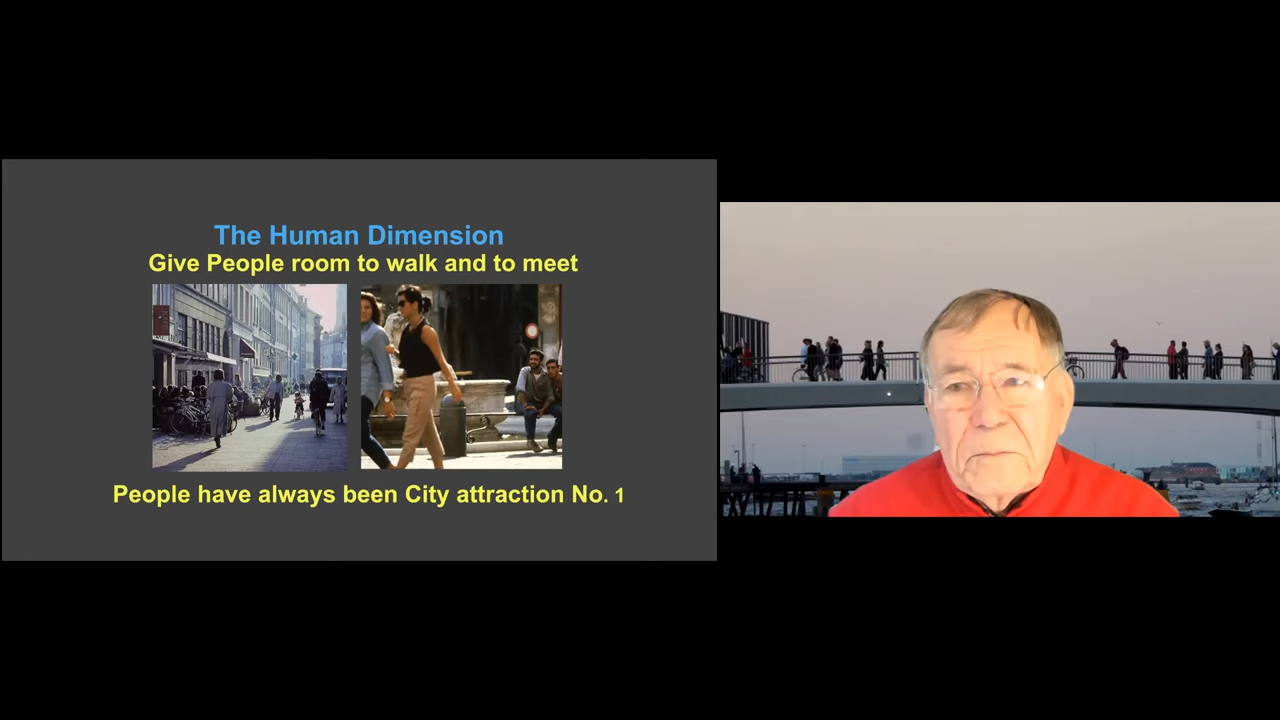 The Human Dimension
Give People room to walk and to meet
People have always been City attraction No. 1